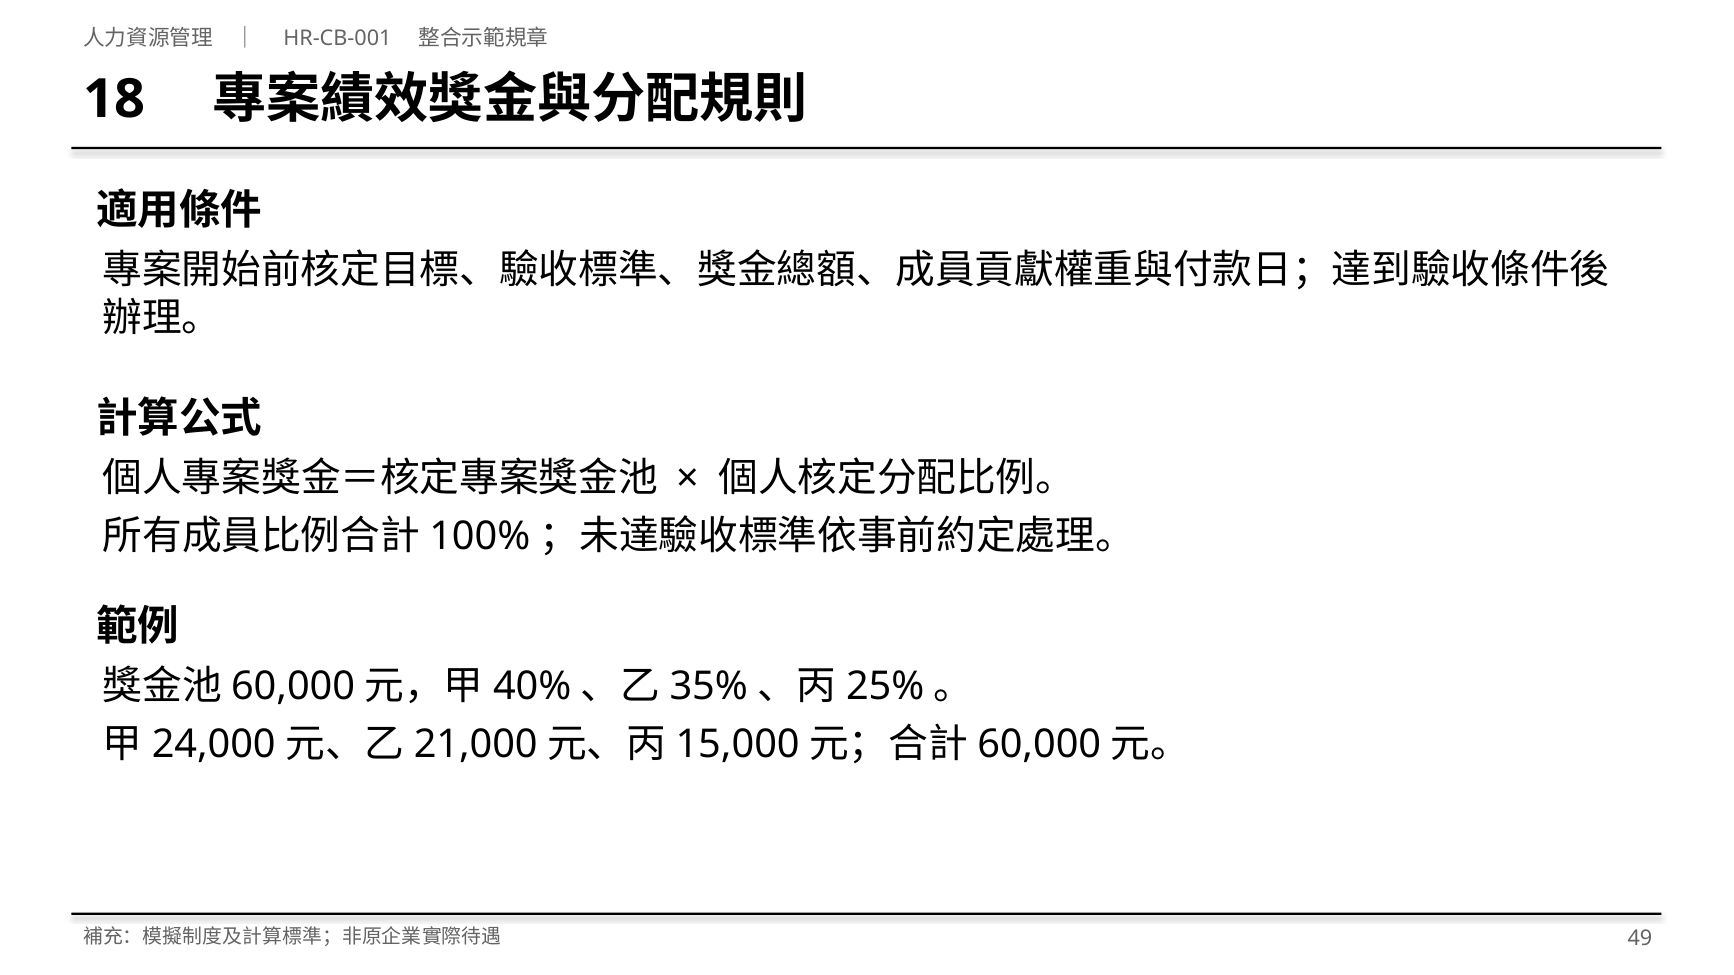 人力資源管理　｜　HR-CB-001　整合示範規章
18　專案績效獎金與分配規則
適用條件
專案開始前核定目標、驗收標準、獎金總額、成員貢獻權重與付款日；達到驗收條件後
辦理。
計算公式
個人專案獎金＝核定專案獎金池 × 個人核定分配比例。
所有成員比例合計 100%；未達驗收標準依事前約定處理。
範例
獎金池 60,000 元，甲 40%、乙 35%、丙 25%。
甲 24,000 元、乙 21,000 元、丙 15,000 元；合計 60,000 元。
補充：模擬制度及計算標準；非原企業實際待遇
49